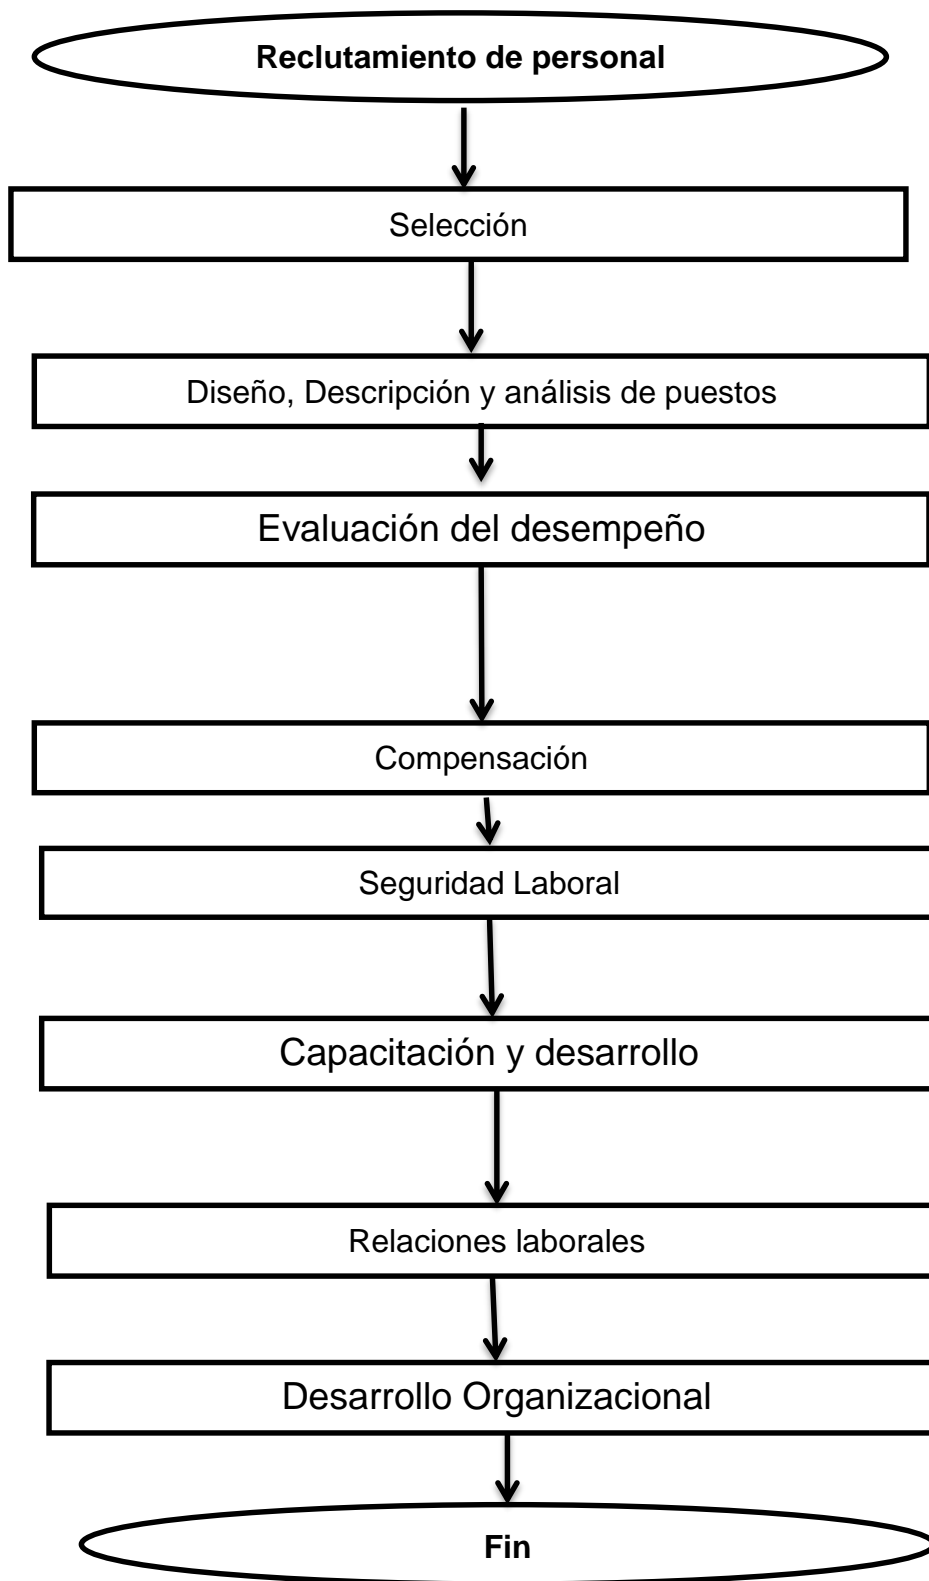 Reclutamiento de personal
Selección
Diseño, Descripción y análisis de puestos
Evaluación del desempeño
Compensación
Seguridad Laboral
Capacitación y desarrollo
Relaciones laborales
Desarrollo Organizacional
Fin